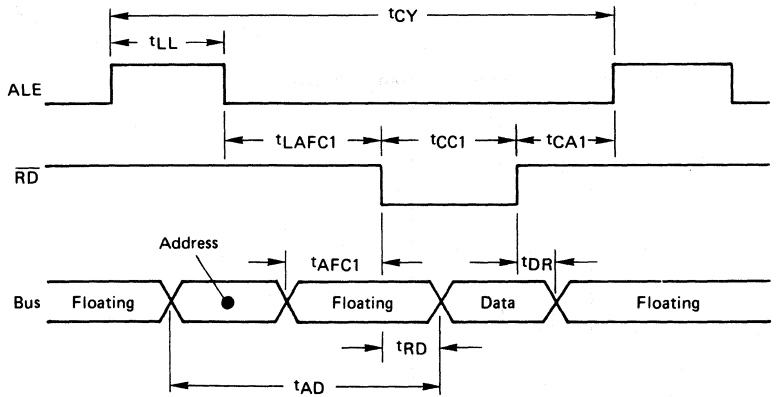 tCY
tLL
ALE
tLAFC1 tCC1 tCA1
RD
Address
tAFC1 tDR
Bus Floating Floating Data Floating
tRD
tAD